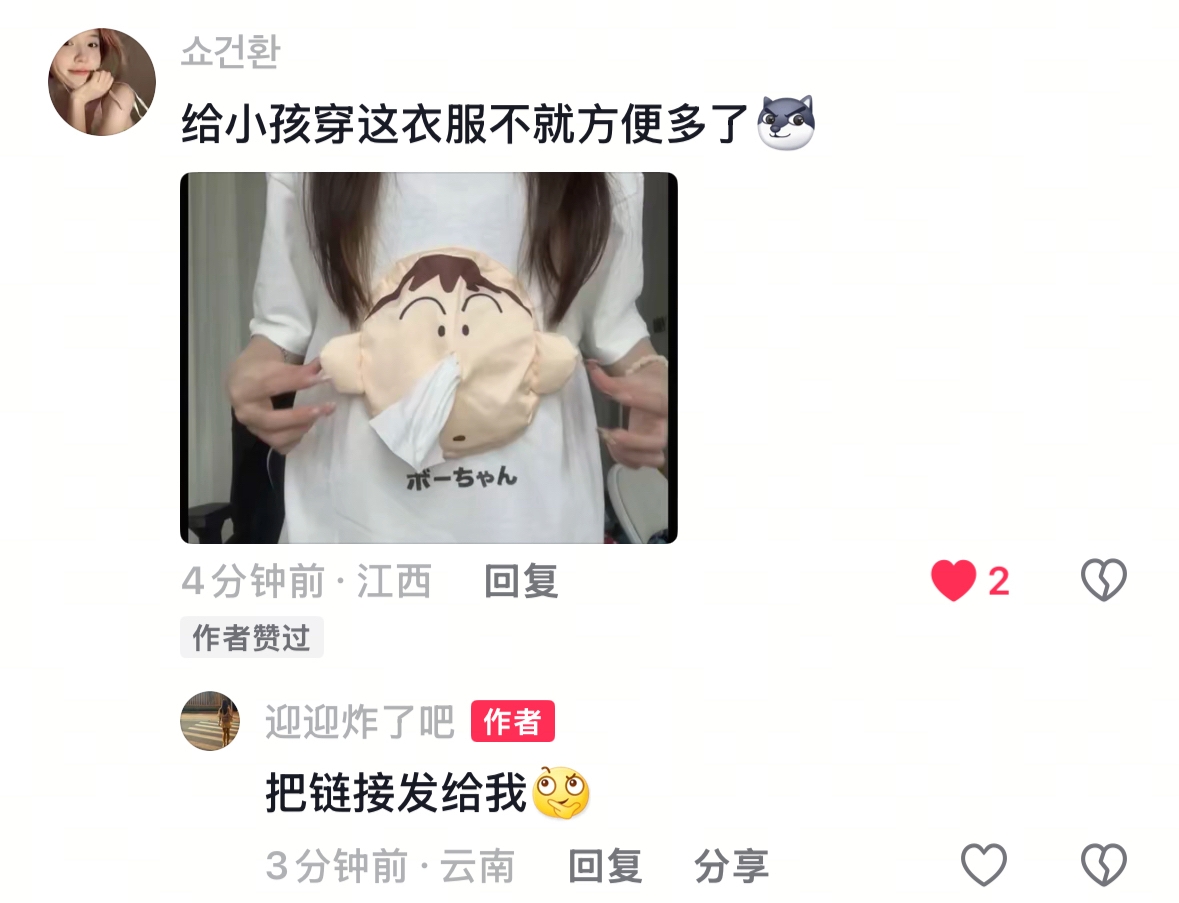 쇼건환
给小孩穿这衣服不就方便多了
ボーちゃん
4分钟前 · 江西 回复 2
作者赞过
迎迎炸了吧 作者
把链接发给我
3分钟前 · 云南 回复 分享